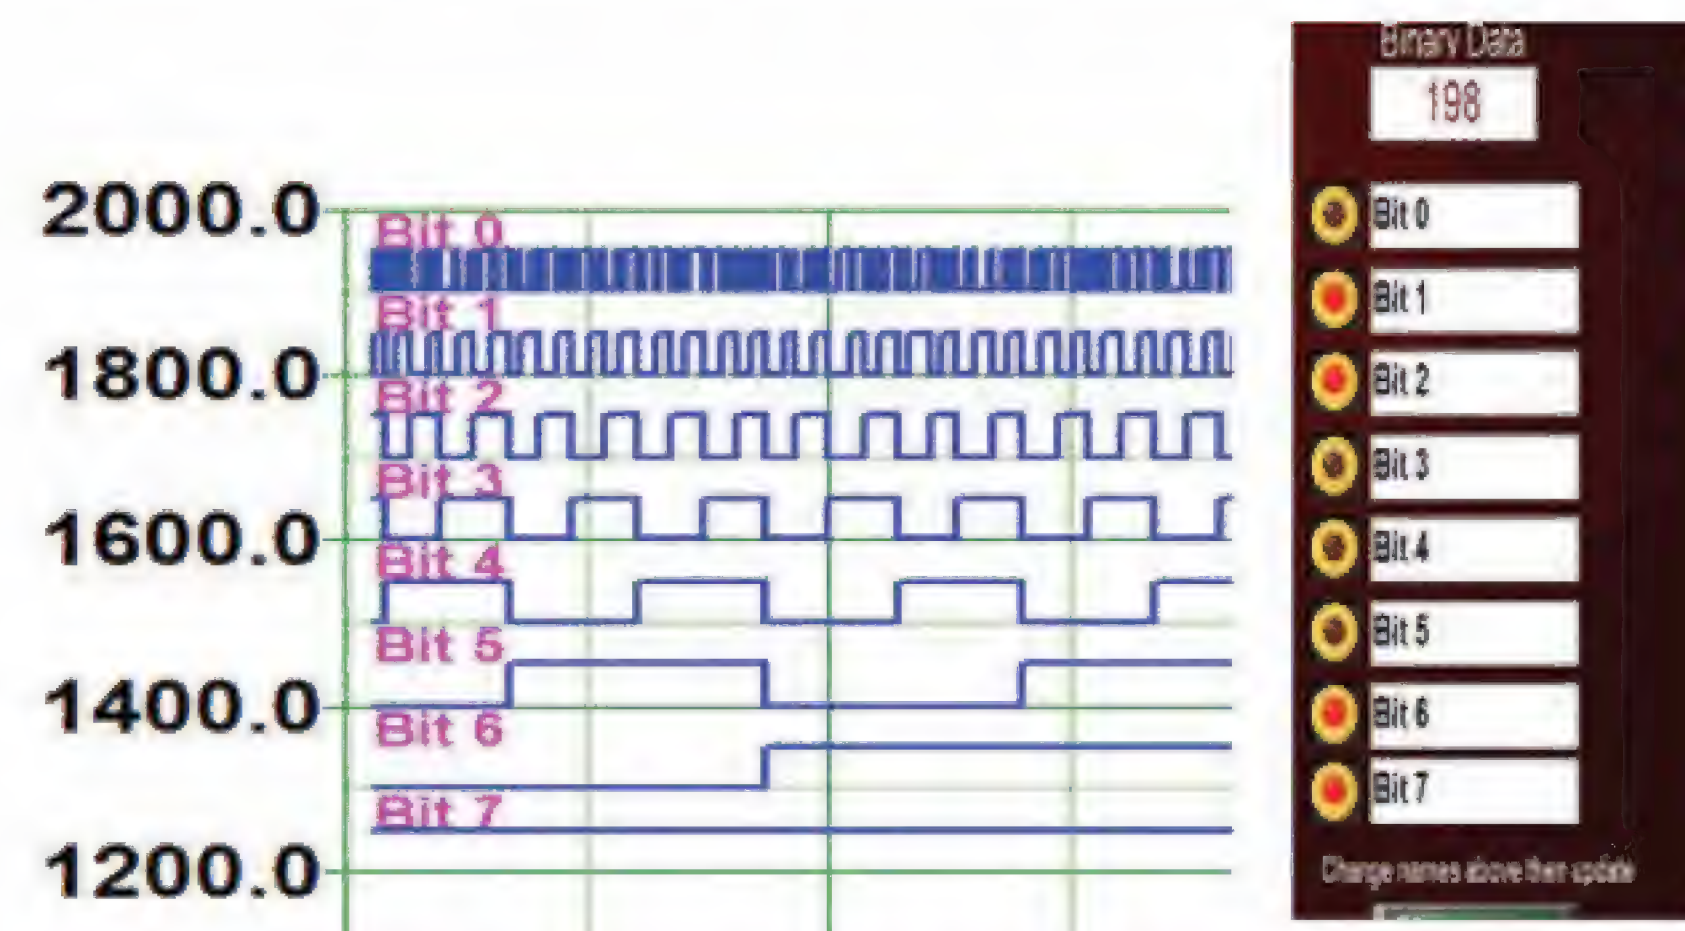 2000.0
Bit 0
Bit 1
1800.0
Bit 2
Bit 3
1600.0
Bit 4
Bit 5
1400.0
Bit 6
Bit 7
1200.0
Binary Data
198
Bit 0
Bit 1
Bit 2
Bit 3
Bit 4
Bit 5
Bit 6
Bit 7
Change names above then update